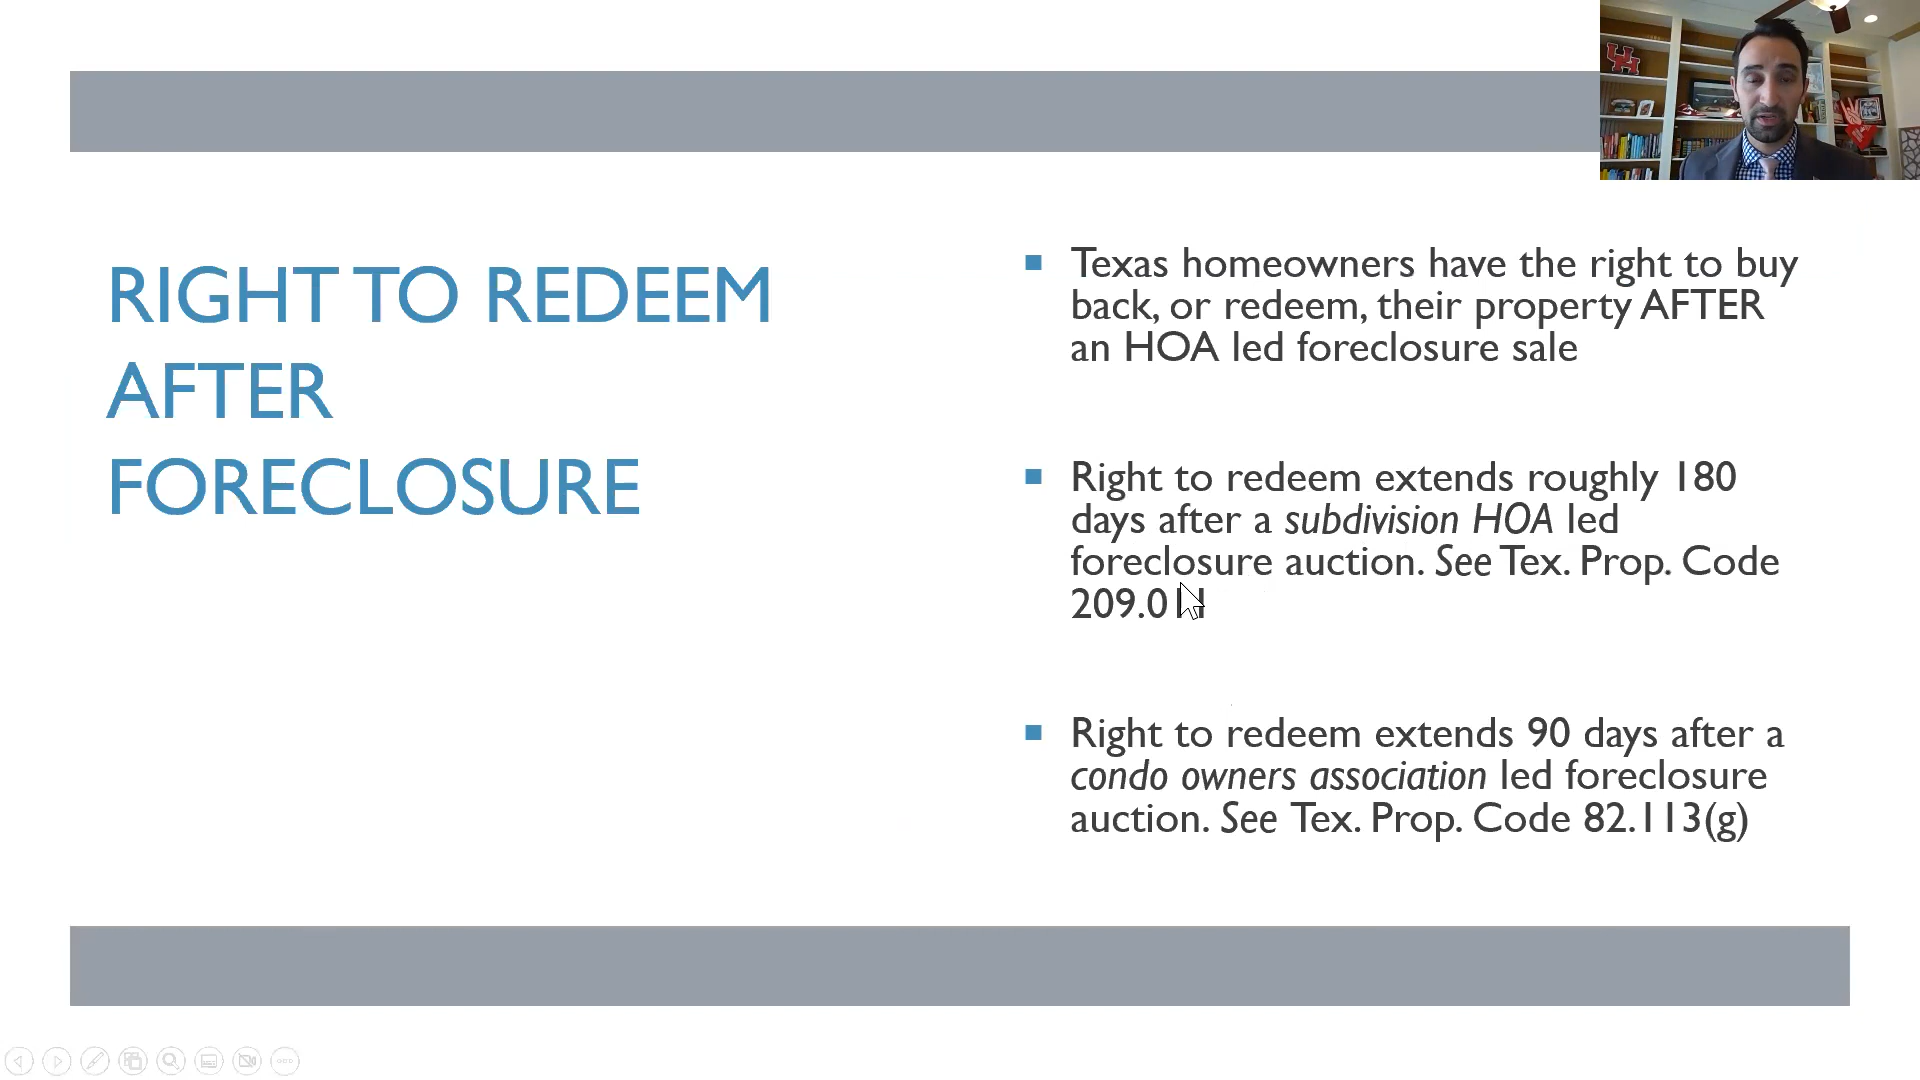 RIGHT TO REDEEM
AFTER
FORECLOSURE
Texas homeowners have the right to buy
back, or redeem, their property AFTER
an HOA led foreclosure sale
Right to redeem extends roughly 180
days after a subdivision HOA led
foreclosure auction. See Tex. Prop. Code
Right to redeem extends 90 days after a
condo owners association led foreclosure
auction. See Tex. Prop. Code 82.113(g)